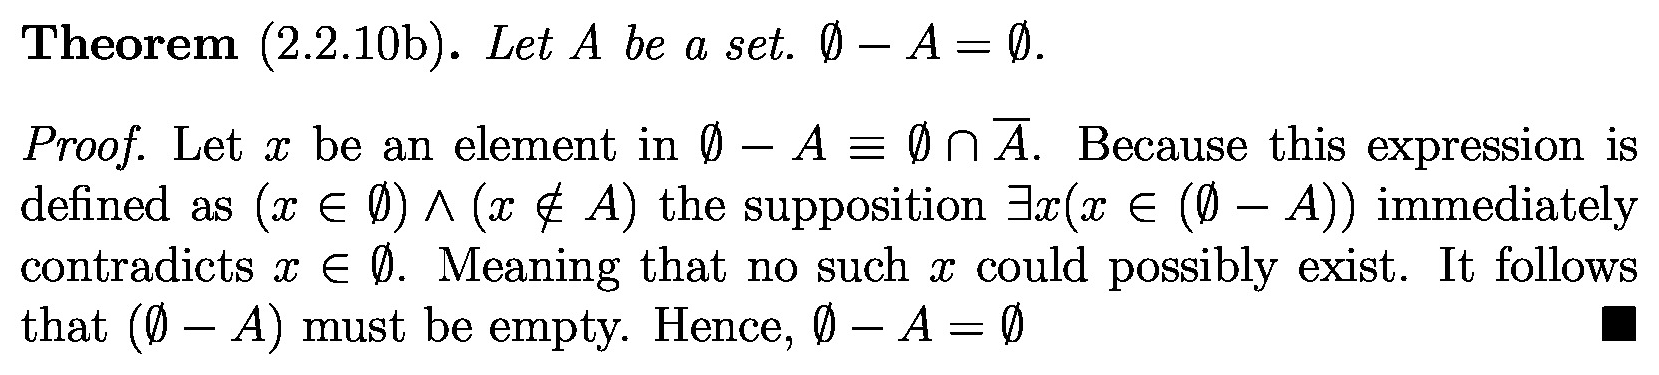 Theorem (2.2.10b). Let A be a set. ∅ − A = ∅.
Proof. Let x be an element in ∅ − A ≡ ∅ ∩ A̅. Because this expression is
defined as (x ∈ ∅) ∧ (x ∉ A) the supposition ∃x(x ∈ (∅ − A)) immediately
contradicts x ∈ ∅. Meaning that no such x could possibly exist. It follows
that (∅ − A) must be empty. Hence, ∅ − A = ∅ ■